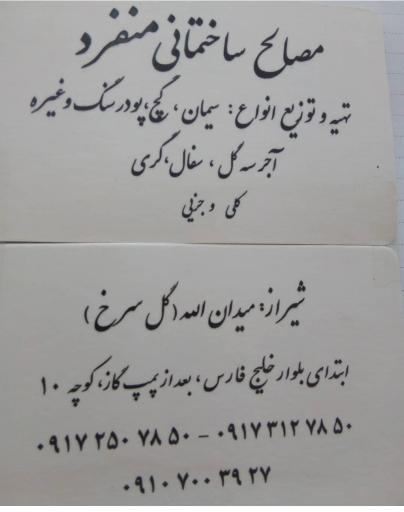 مصالح ساختمانی منفرد
تهیه و توزیع انواع: سیمان، گچ، پودر سنگ و غیره
آجر سه گل، سفال، کری
کلی و جزیی
شیراز: میدان الله (گل سرخ)
ابتدای بلوار خلیج فارس، بعد از پمپ گاز، کوچه ۱۰
۰۹۱۷ ۲۵۰ ۷۸ ۵۰ - ۰۹۱۷ ۳۱۲ ۷۸ ۵۰
۰۹۱۰ ۷۰۰ ۳۹ ۲۷